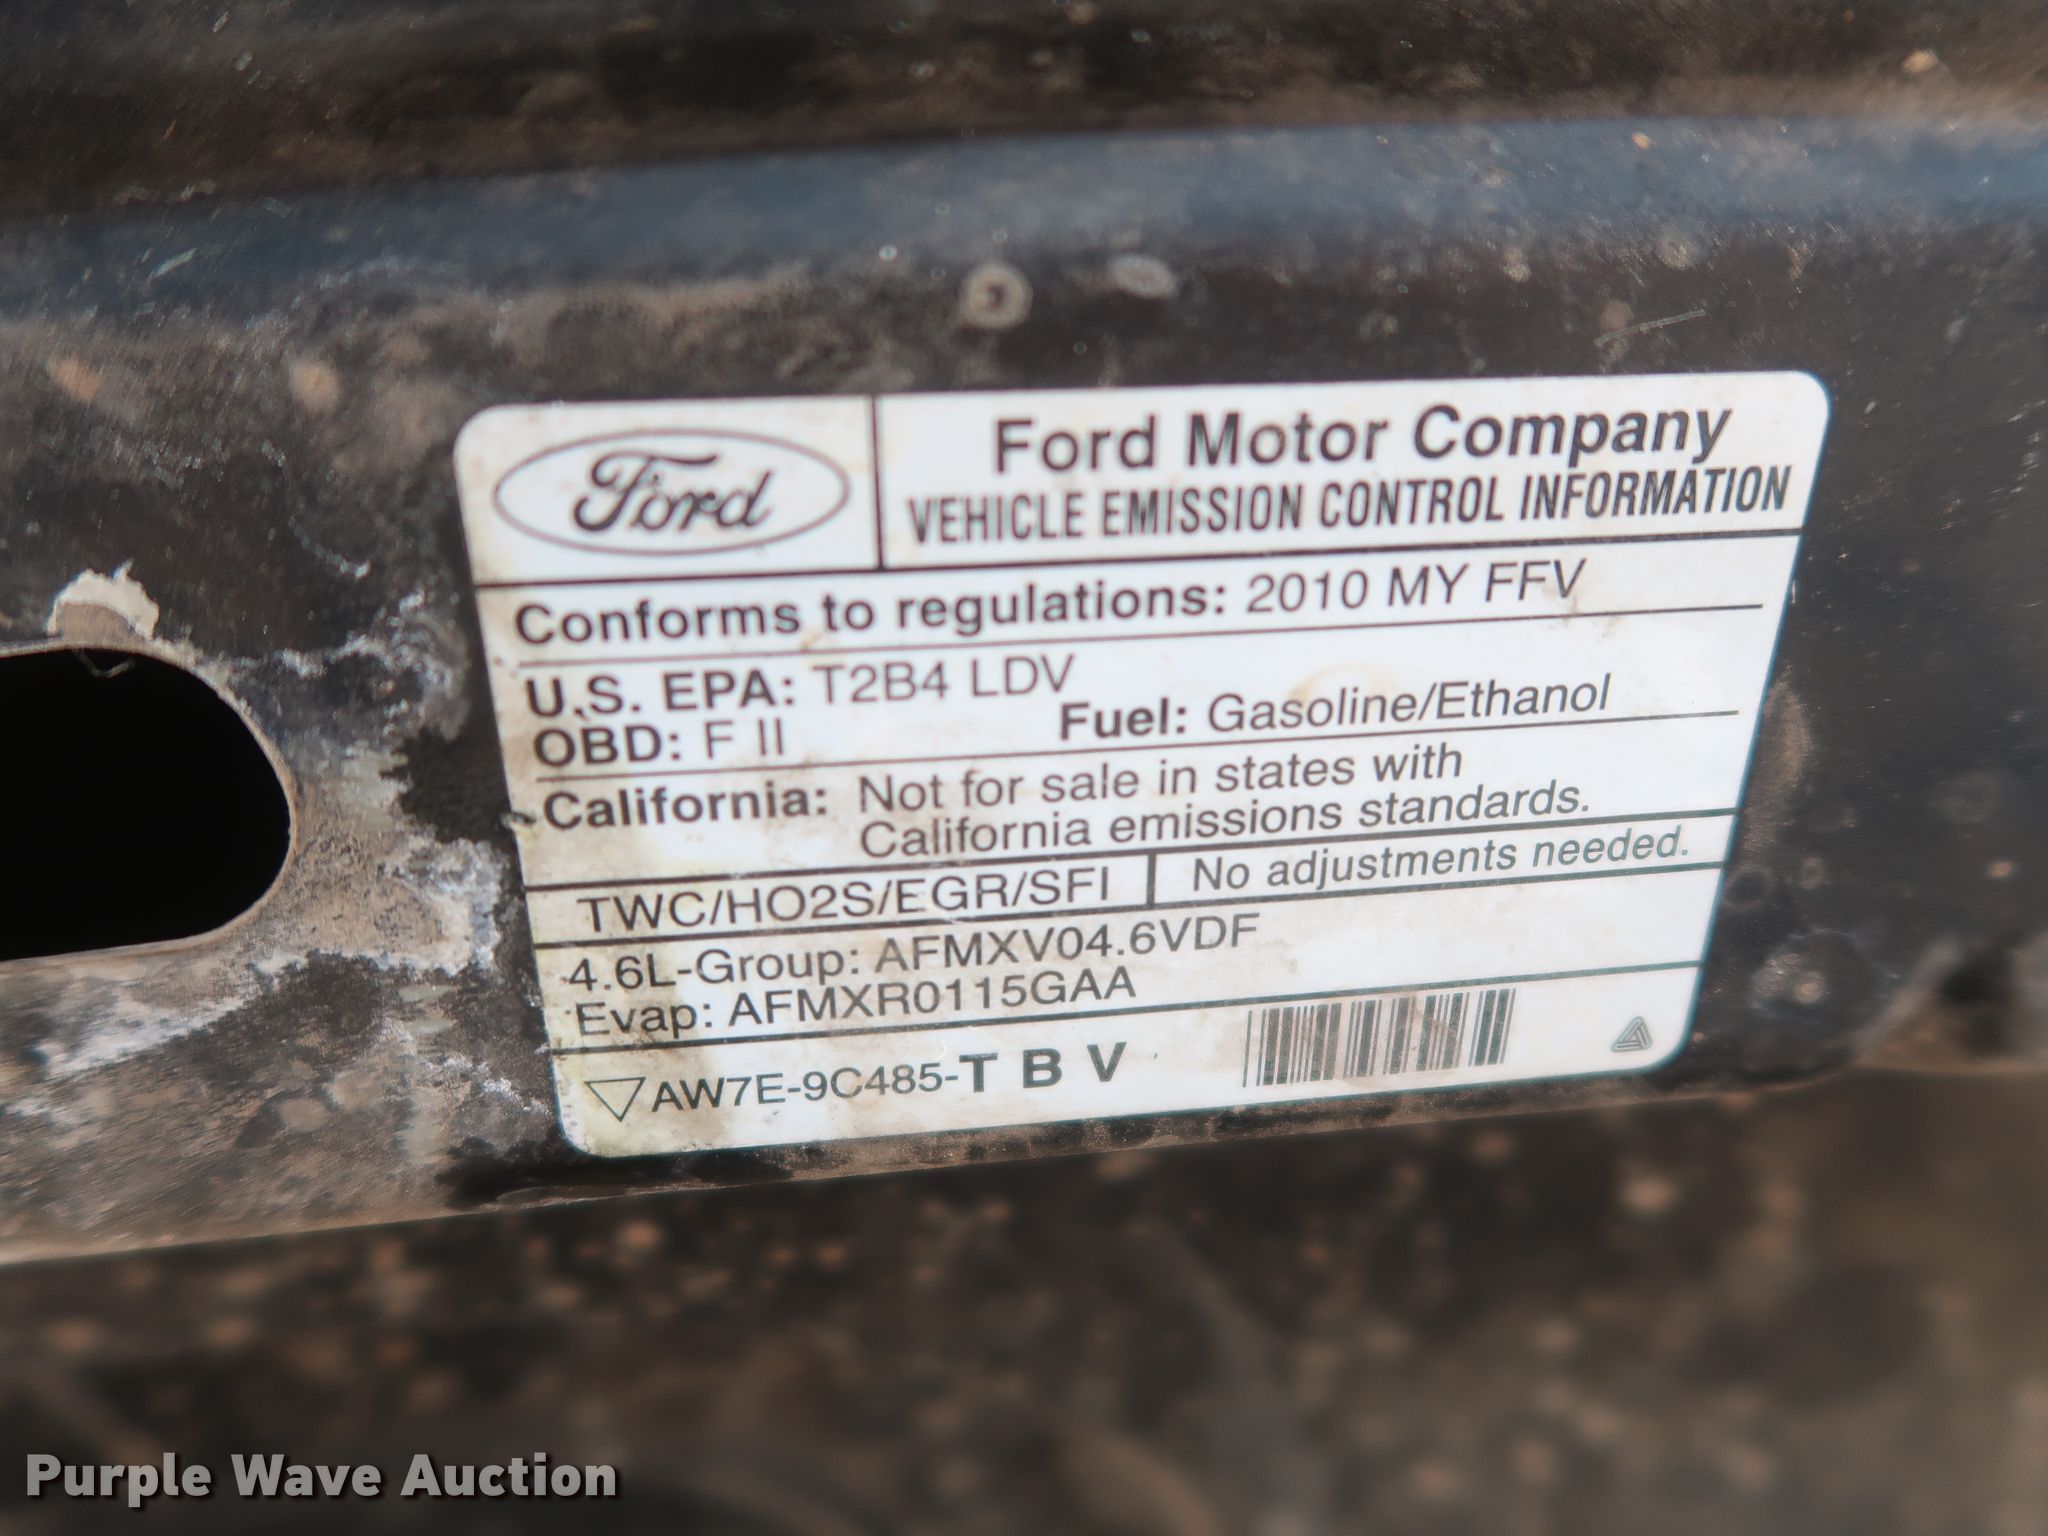 Ford
Ford Motor Company
VEHICLE EMISSION CONTROL INFORMATION
Conforms to regulations: 2010 MY FFV
U.S. EPA: T2B4 LDV
OBD: F II
Fuel: Gasoline/Ethanol
California: Not for sale in states with
California emissions standards.
TWC/HO2S/EGR/SFI
No adjustments needed.
4.6L-Group: AFMXV04.6VDF
Evap: AFMXR0115GAA
AW7E-9C485-T B V
Purple Wave Auction